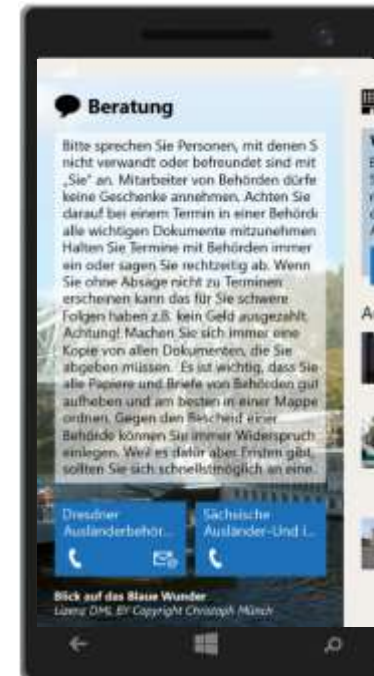 Beratung
Bitte sprechen Sie Personen, mit denen S
nicht verwandt oder befreundet sind mit
„Sie" an. Mitarbeiter von Behörden dürfe
keine Geschenke annehmen. Achten Sie
darauf bei einem Termin in einer Behörd
alle wichtigen Dokumente mitzunehmen
Halten Sie Termine mit Behörden immer
ein oder sagen Sie rechtzeitig ab. Wenn
Sie ohne Absage nicht zu Terminen
erscheinen kann das für Sie schwere
Folgen haben z.B. kein Geld ausgezahlt.
Achtung! Machen Sie sich immer eine
Kopie von allen Dokumenten, die Sie
abgeben müssen. Es ist wichtig, dass Sie
alle Papiere und Briefe von Behörden gut
aufheben und am besten in einer Mappe
ordnen. Gegen den Bescheid einer
Behörde können Sie immer Widerspruch
einlegen. Weil es dafür aber Fristen gibt,
sollten Sie sich schnellstmöglich an eine
Dresdner
Ausländerbehör...
Sächsische
Ausländer-Und i...
Blick auf das Blaue Wunder
Lizenz DML BY Copyright Christoph Münch